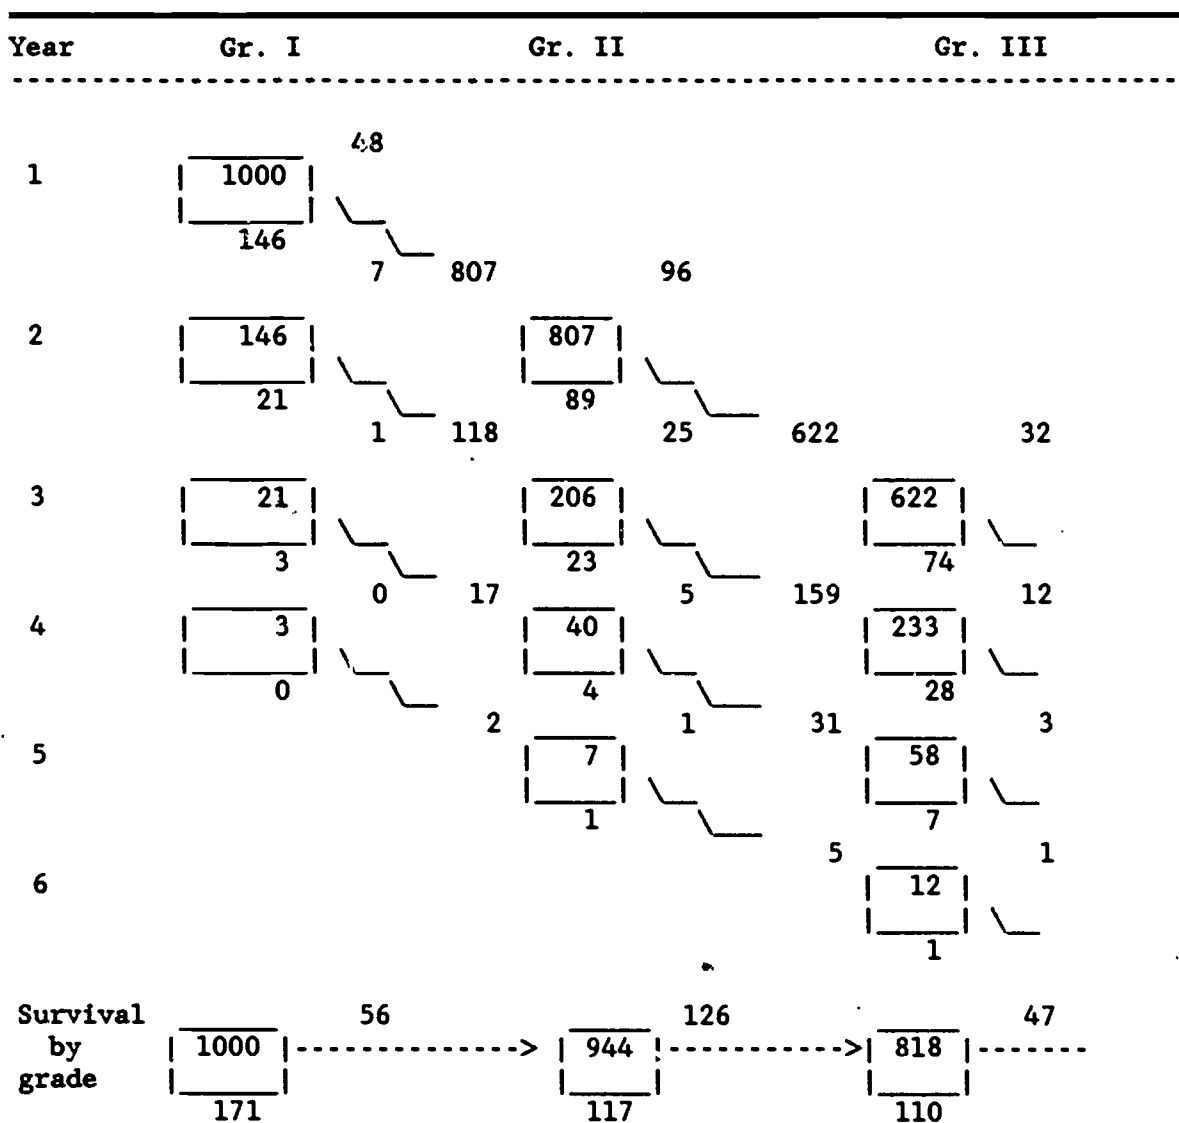 Year Gr. I Gr. II Gr. III
48
1 1000
146
7 807 96
2 146 807
21 89
1 118 25 622 32
3 21 206 622
3 23 74
0 17 5 159 12
4 3 40 233
0 4 28
2 1 31 3
5 7 58
1 7
5 1
6 12
1
Survival 56 126 47
by 1000 944 818
grade
171 117 110